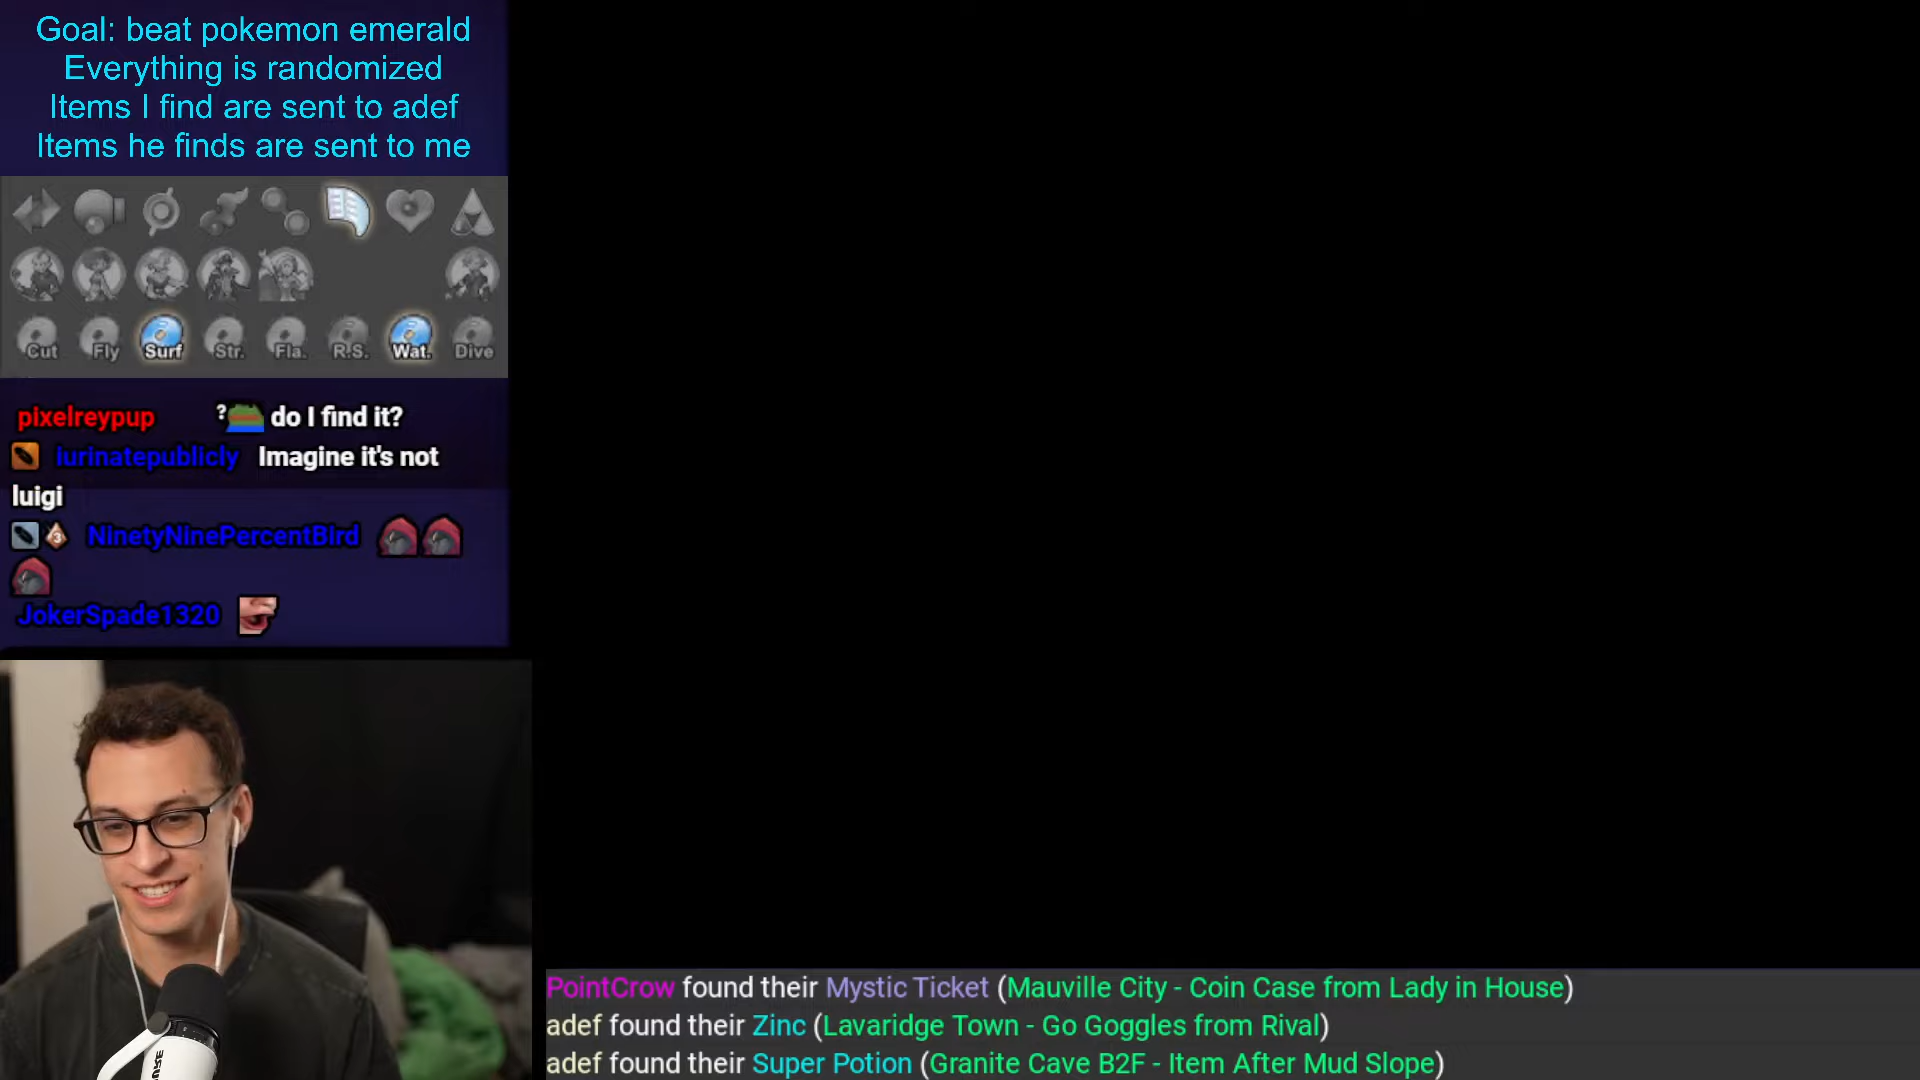 Goal: beat pokemon emerald
Everything is randomized
Items I find are sent to adef
Items he finds are sent to me
Cut Fly Surf Str. Fla. R.S. Wat. Dive
pixelreypup ? do I find it?
Iurinatepublicly Imagine it's not
luigi
3 NinetyNinePercentBird
JokerSpade1320
PointCrow found their Mystic Ticket (Mauville City - Coin Case from Lady in House)
adef found their Zinc (Lavaridge Town - Go Goggles from Rival)
adef found their Super Potion (Granite Cave B2F - Item After Mud Slope)